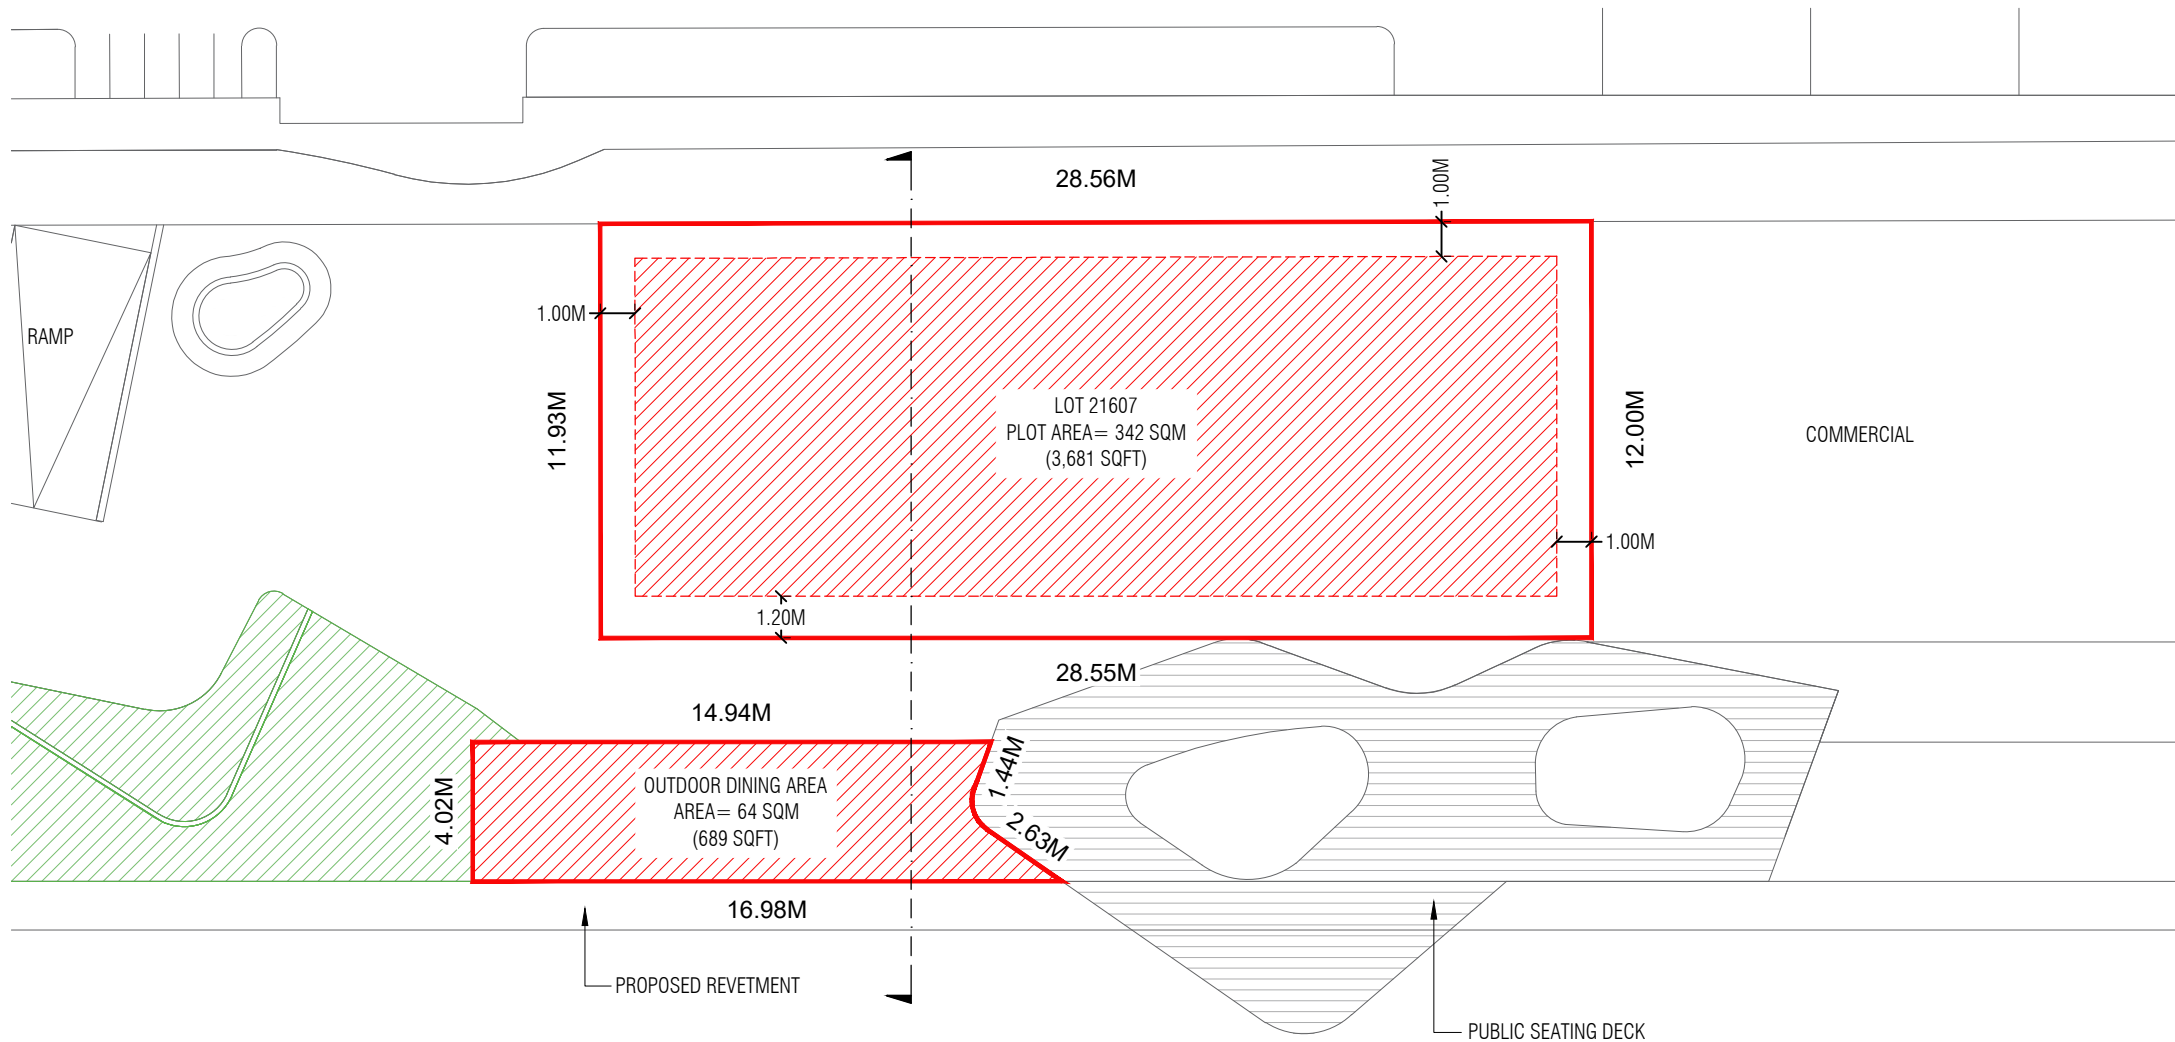 28.56M
1.00M
1.00M
RAMP
11.93M
LOT 21607
PLOT AREA= 342 SQM
(3,681 SQFT)
12.00M
COMMERCIAL
1.00M
1.20M
28.55M
14.94M
1.44M
4.02M
OUTDOOR DINING AREA
AREA= 64 SQM
(689 SQFT)
2.63M
16.98M
PROPOSED REVETMENT
PUBLIC SEATING DECK